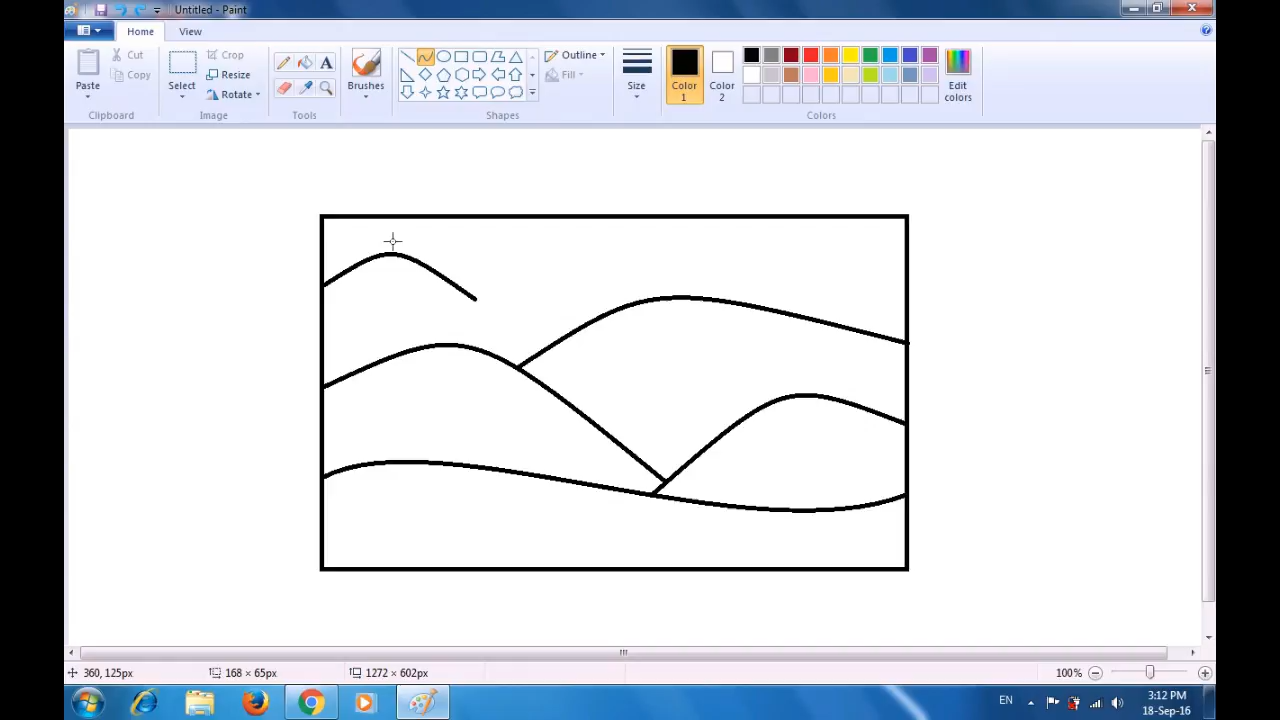 Untitled - Paint
Home View
Paste
Cut
Copy
Clipboard
Select
Crop
Resize
Rotate
Image
A
Tools
Brushes
Shapes
Outline
Fill
Size
Color 1
Color 2
Edit colors
Colors
360, 125px 168 × 65px 1272 × 602px 100%
EN 3:12 PM
18-Sep-16